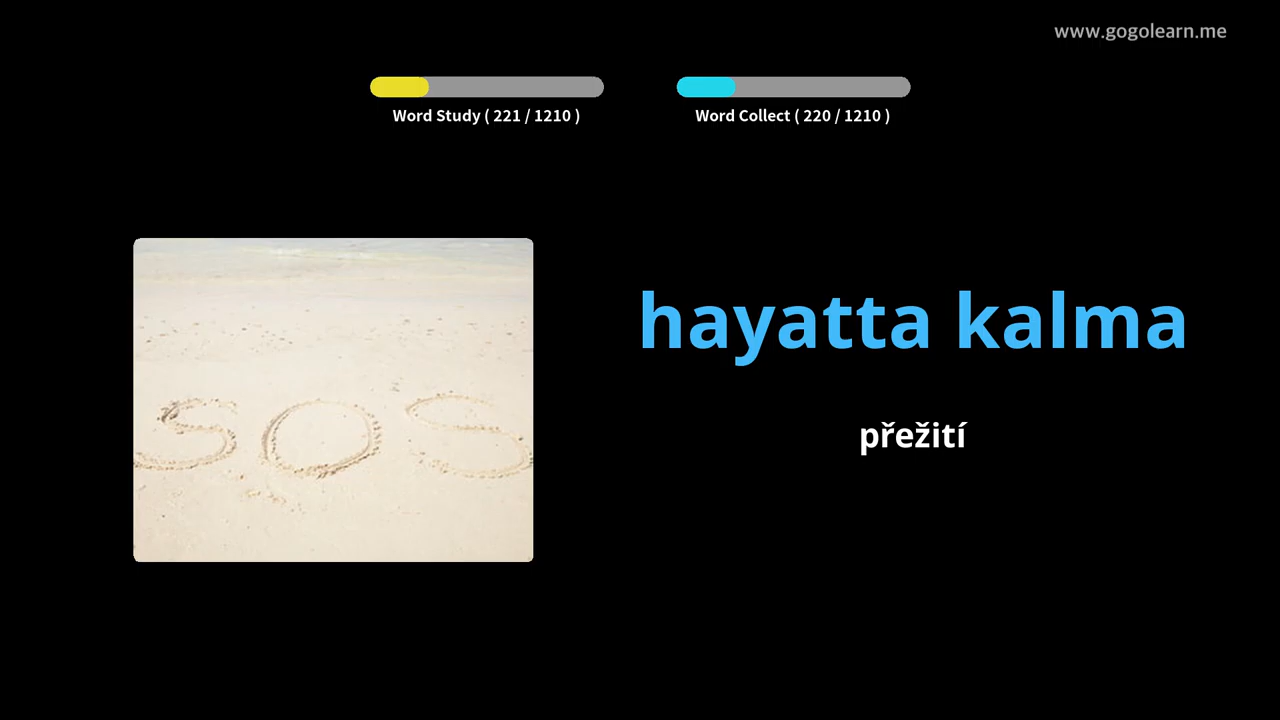 www.gogolearn.me
Word Study ( 221 / 1210 )
Word Collect ( 220 / 1210 )
SOS
hayatta kalma
přežití